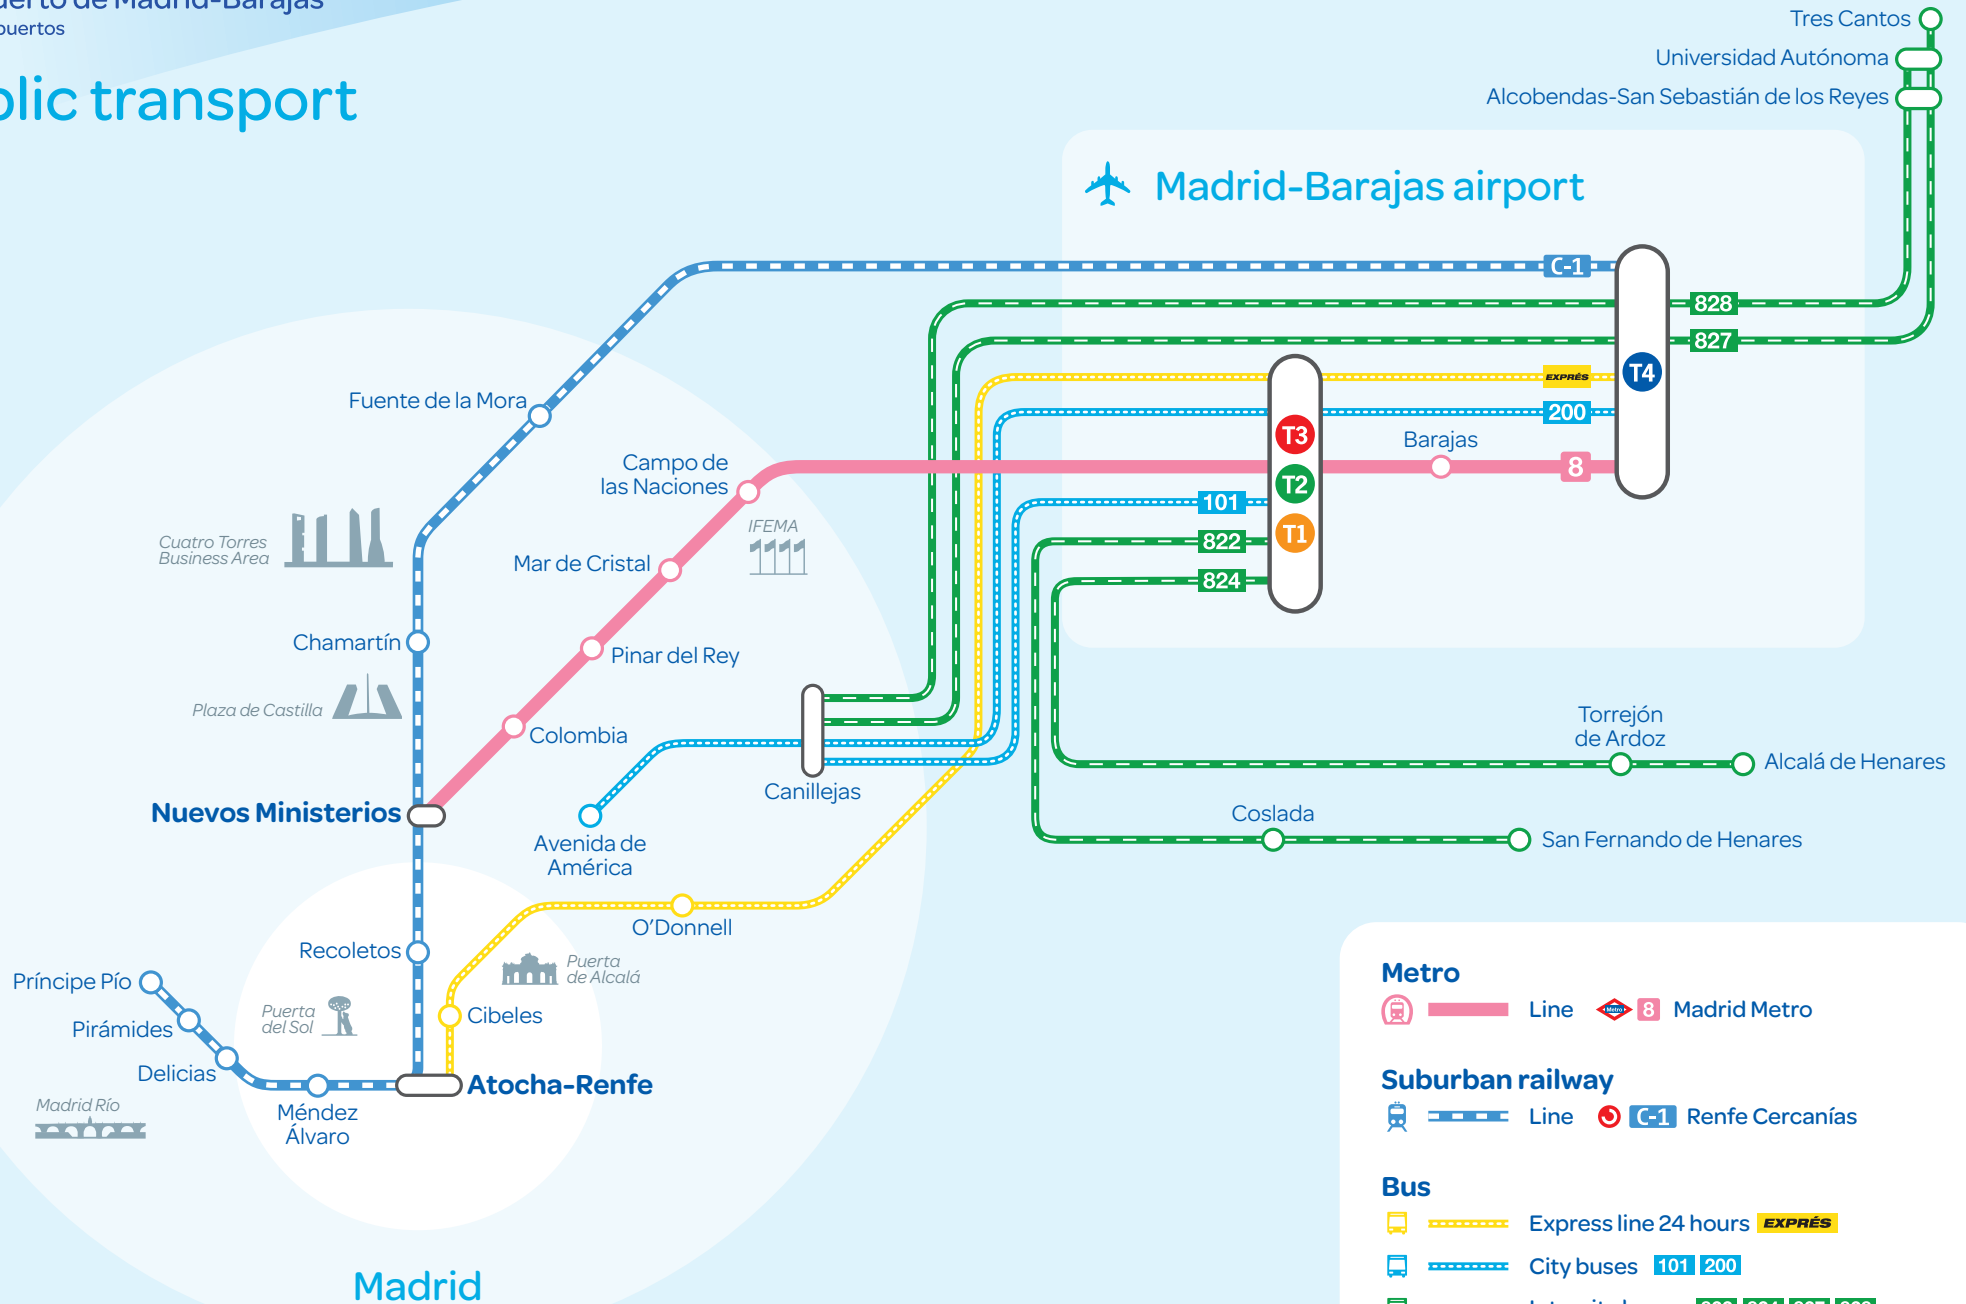 Madrid-Barajas
puertos
transport
Tres Cantos
Universidad Autónoma
Alcobendas-San Sebastián de los Reyes
Madrid-Barajas airport
C-1
828
827
EXPRÉS
T4
200
Fuente de la Mora
T3
Barajas
Campo de
las Naciones
8
T2
101
IFEMA
T1
Cuatro Torres
Business Area
822
Mar de Cristal
824
Chamartín
Pinar del Rey
Plaza de Castilla
Colombia
Torrejón
de Ardoz
Alcalá de Henares
Canillejas
Nuevos Ministerios
Coslada
Avenida de
América
San Fernando de Henares
O'Donnell
Recoletos
Puerta
de Alcalá
Príncipe Pío
Puerta
del Sol
Cibeles
Pirámides
Delicias
Atocha-Renfe
Madrid Río
Méndez
Álvaro
Madrid
Metro
Line Metro 8 Madrid Metro
Suburban railway
Line C-1 Renfe Cercanías
Bus
Express line 24 hours EXPRÉS
City buses 101 200